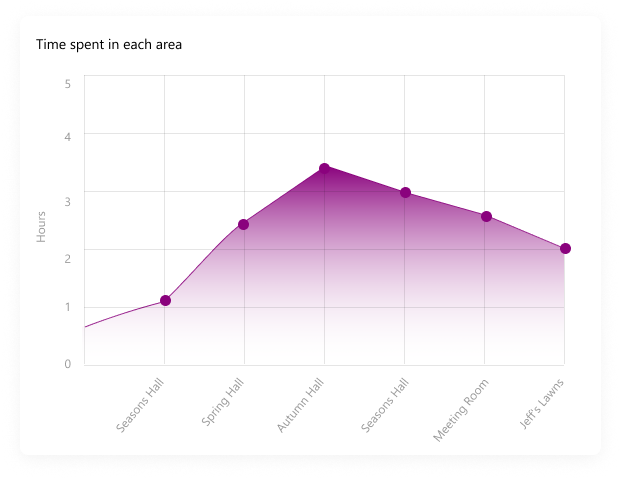 Time spent in each area
5
4
3
2
1
0
Hours
Seasons Hall
Spring Hall
Autumn Hall
Seasons Hall
Meeting Room
Jeff's Lawns